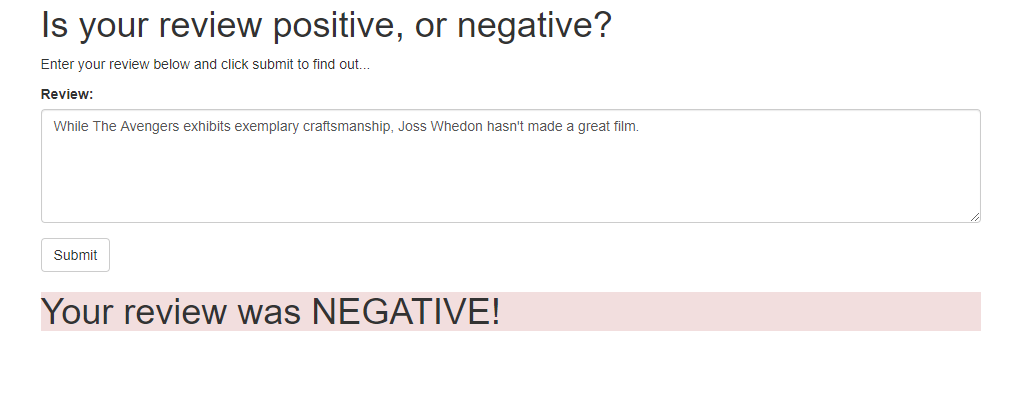 Is your review positive, or negative?
Enter your review below and click submit to find out...
Review:
While The Avengers exhibits exemplary craftsmanship, Joss Whedon hasn't made a great film.
Submit
Your review was NEGATIVE!